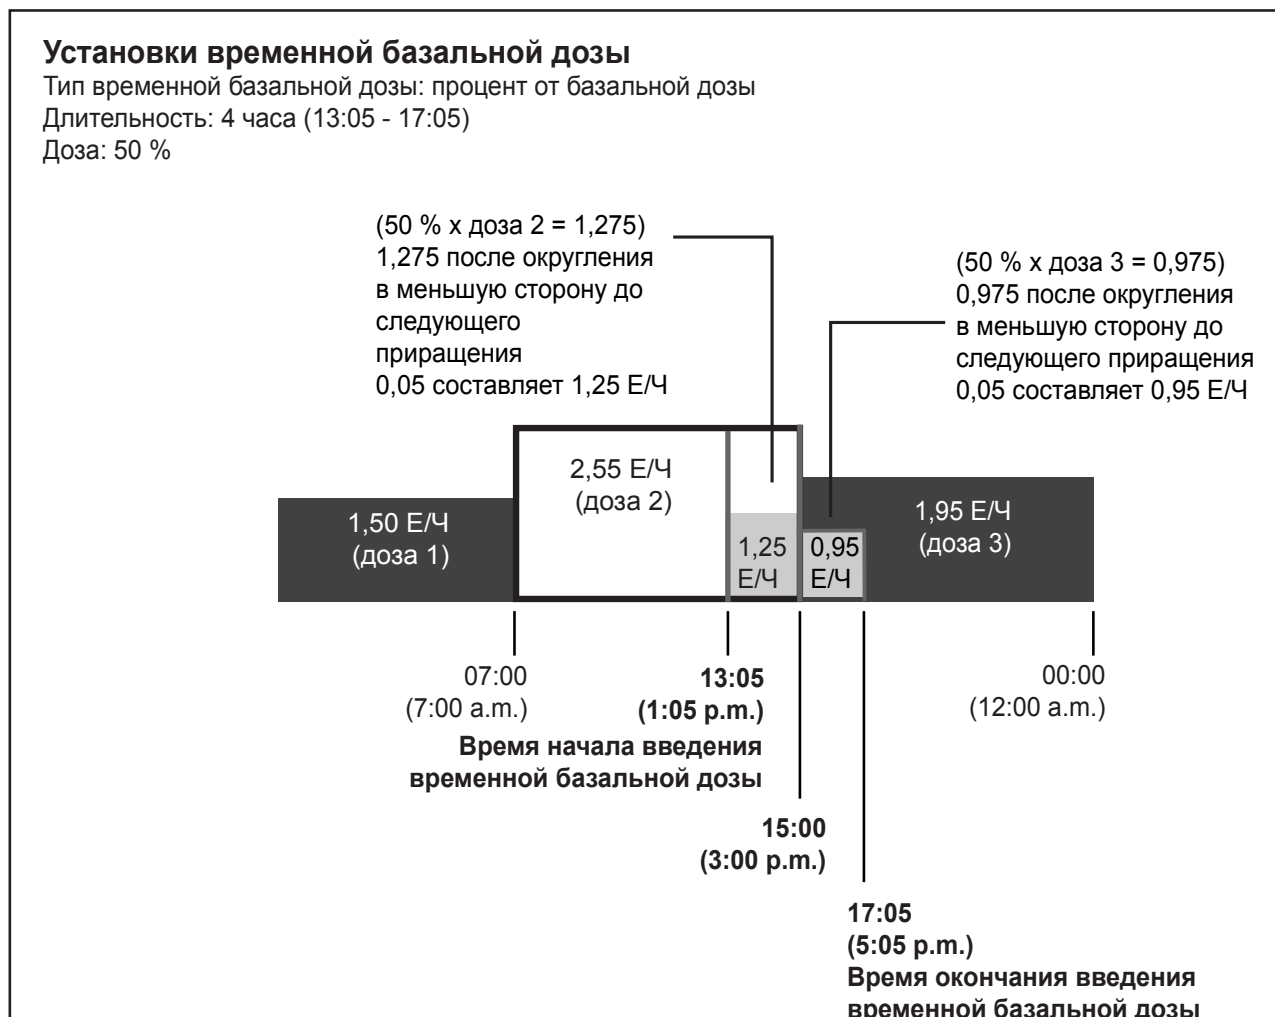 Установки временной базальной дозы
Тип временной базальной дозы: процент от базальной дозы
Длительность: 4 часа (13:05 - 17:05)
Доза: 50 %
(50 % x доза 2 = 1,275)
1,275 после округления
в меньшую сторону до
следующего
приращения
0,05 составляет 1,25 Е/Ч
(50 % x доза 3 = 0,975)
0,975 после округления
в меньшую сторону до
следующего приращения
0,05 составляет 0,95 Е/Ч
1,50 Е/Ч
(доза 1)
2,55 Е/Ч
(доза 2)
1,25
Е/Ч
0,95
Е/Ч
1,95 Е/Ч
(доза 3)
07:00
(7:00 a.m.)
13:05
(1:05 p.m.)
Время начала введения
временной базальной дозы
00:00
(12:00 a.m.)
15:00
(3:00 p.m.)
17:05
(5:05 p.m.)
Время окончания введения
временной базальной дозы